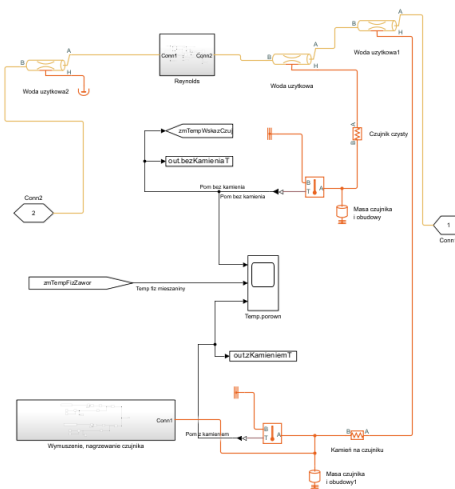 A
A
B
H
Woda uzytkowa1
A
B
H
Woda uzytkowa2
Conn1
Conn2
Reynolds
A
B
H
Woda uzytkowa
A
B
Czujnik czysty
zmTempWskazCzuj
out.bezKamieniaT
Pom bez kamienia
Pom bez kamienia
B
T
A
Masa czujnika
i obudowy
Conn2
2
1
Conn1
zmTempFizZawor
Temp fiz mieszaniny
Temp.porown
out.zKamieniemT
Conn1
Wymuszenie, nagrzewanie czujnika
Pom z kamieniam
B
T
A
B
A
Kamień na czujniku
Masa czujnika
i obudowy1